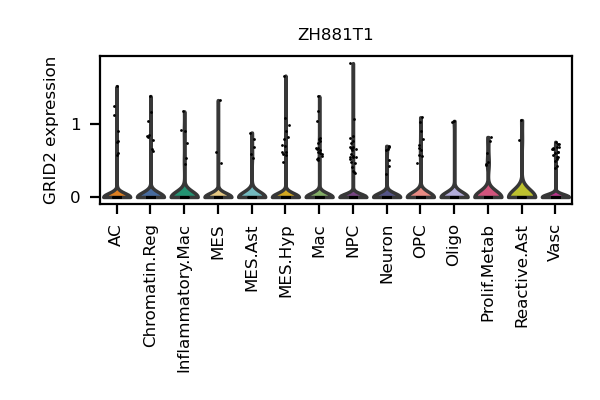 ZH881T1
GRID2 expression
1
0
AC
Chromatin.Reg
Inflammatory.Mac
MES
MES.Ast
MES.Hyp
Mac
NPC
Neuron
OPC
Oligo
Prolif.Metab
Reactive.Ast
Vasc